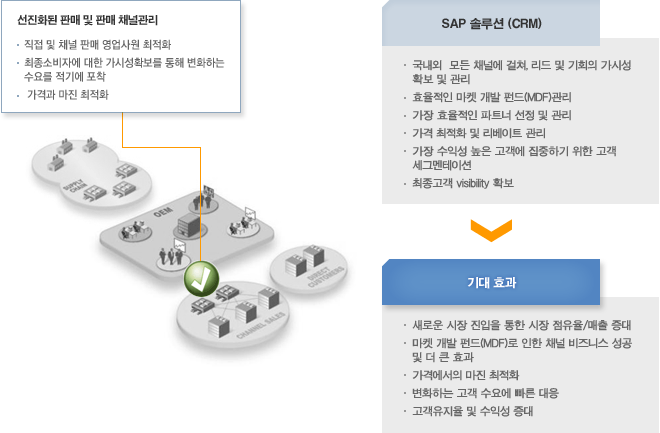 선진화된 판매 및 판매 채널관리
· 직접 및 채널 판매 영업사원 최적화
· 최종소비자에 대한 가시성확보를 통해 변화하는
수요를 적기에 포착
· 가격과 마진 최적화
SUPPLY
CHAIN
OEM
DIRECT
CUSTOMERS
CHANNEL SALES
SAP 솔루션 (CRM)
· 국내외 모든 채널에 걸쳐, 리드 및 기회의 가시성
확보 및 관리
· 효율적인 마켓 개발 펀드(MDF)관리
· 가장 효율적인 파트너 선정 및 관리
· 가격 최적화 및 리베이트 관리
· 가장 수익성 높은 고객에 집중하기 위한 고객
세그멘테이션
· 최종고객 visibility 확보
기대 효과
· 새로운 시장 진입을 통한 시장 점유율/매출 증대
· 마켓 개발 펀드(MDF)로 인한 채널 비즈니스 성공
및 더 큰 효과
· 가격에서의 마진 최적화
· 변화하는 고객 수요에 빠른 대응
· 고객유지율 및 수익성 증대